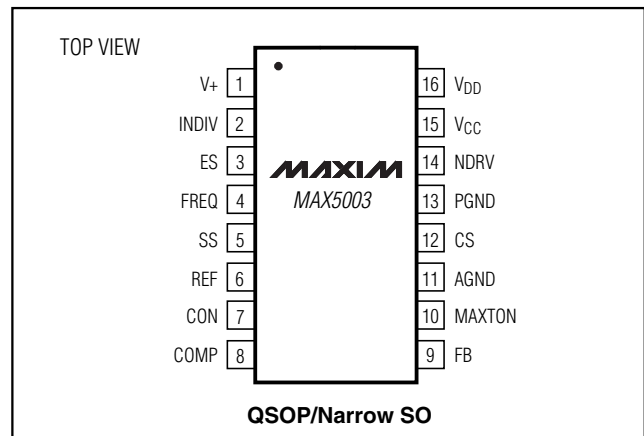 TOP VIEW
V+ 1 16 VDD
INDIV 2 15 VCC
ES 3 MAXIM 14 NDRV
FREQ 4 MAX5003 13 PGND
SS 5 12 CS
REF 6 11 AGND
CON 7 10 MAXTON
COMP 8 9 FB
QSOP/Narrow SO